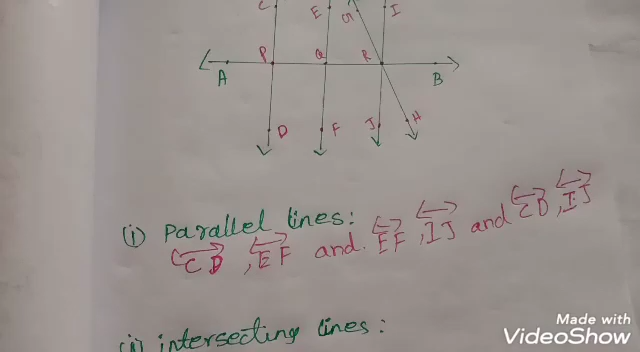 C E G I
P Q R
A B
D F J H
(i) Parallel lines:
CD, EF and. EF, IJ and CD, IJ
(ii) intersecting lines:
Made with
VideoShow